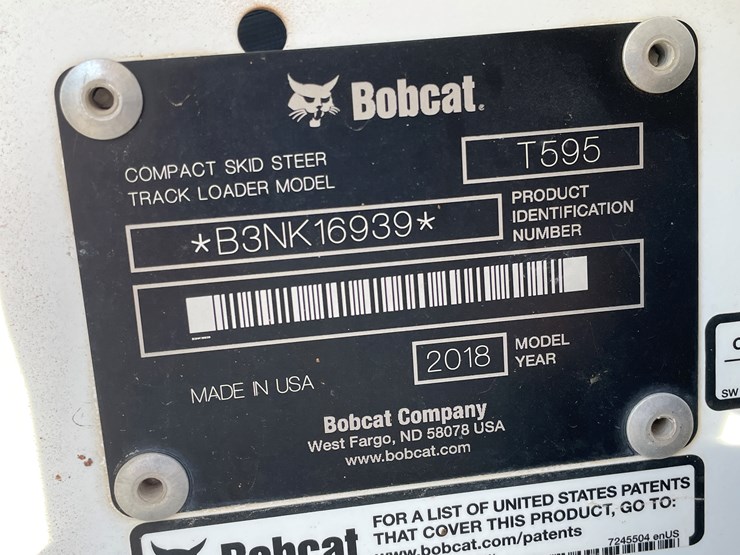 Bobcat®
COMPACT SKID STEER
TRACK LOADER MODEL
T595
*B3NK16939*
PRODUCT
IDENTIFICATION
NUMBER
2018
MODEL
YEAR
MADE IN USA
Bobcat Company
West Fargo, ND 58078 USA
www.bobcat.com
Bobcat
FOR A LIST OF UNITED STATES PATENTS
THAT COVER THIS PRODUCT, GO TO:
www.bobcat.com/patents
7245504 enUS
SW